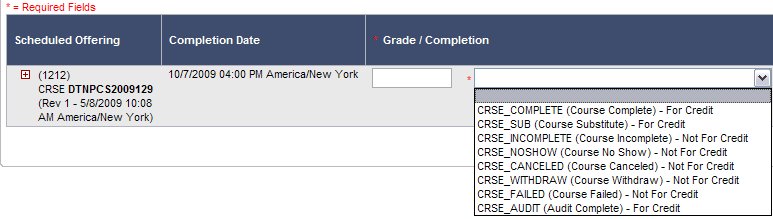 * = Required Fields
Scheduled Offering
Completion Date
* Grade / Completion
(1212)
CRSE DTNPCS2009129
(Rev 1 - 5/8/2009 10:08
AM America/New York)
10/7/2009 04:00 PM America/New York
*
CRSE_COMPLETE (Course Complete) - For Credit
CRSE_SUB (Course Substitute) - For Credit
CRSE_INCOMPLETE (Course Incomplete) - Not For Credit
CRSE_NOSHOW (Course No Show) - Not For Credit
CRSE_CANCELED (Course Canceled) - Not For Credit
CRSE_WITHDRAW (Course Withdraw) - Not For Credit
CRSE_FAILED (Course Failed) - Not For Credit
CRSE_AUDIT (Audit Complete) - For Credit